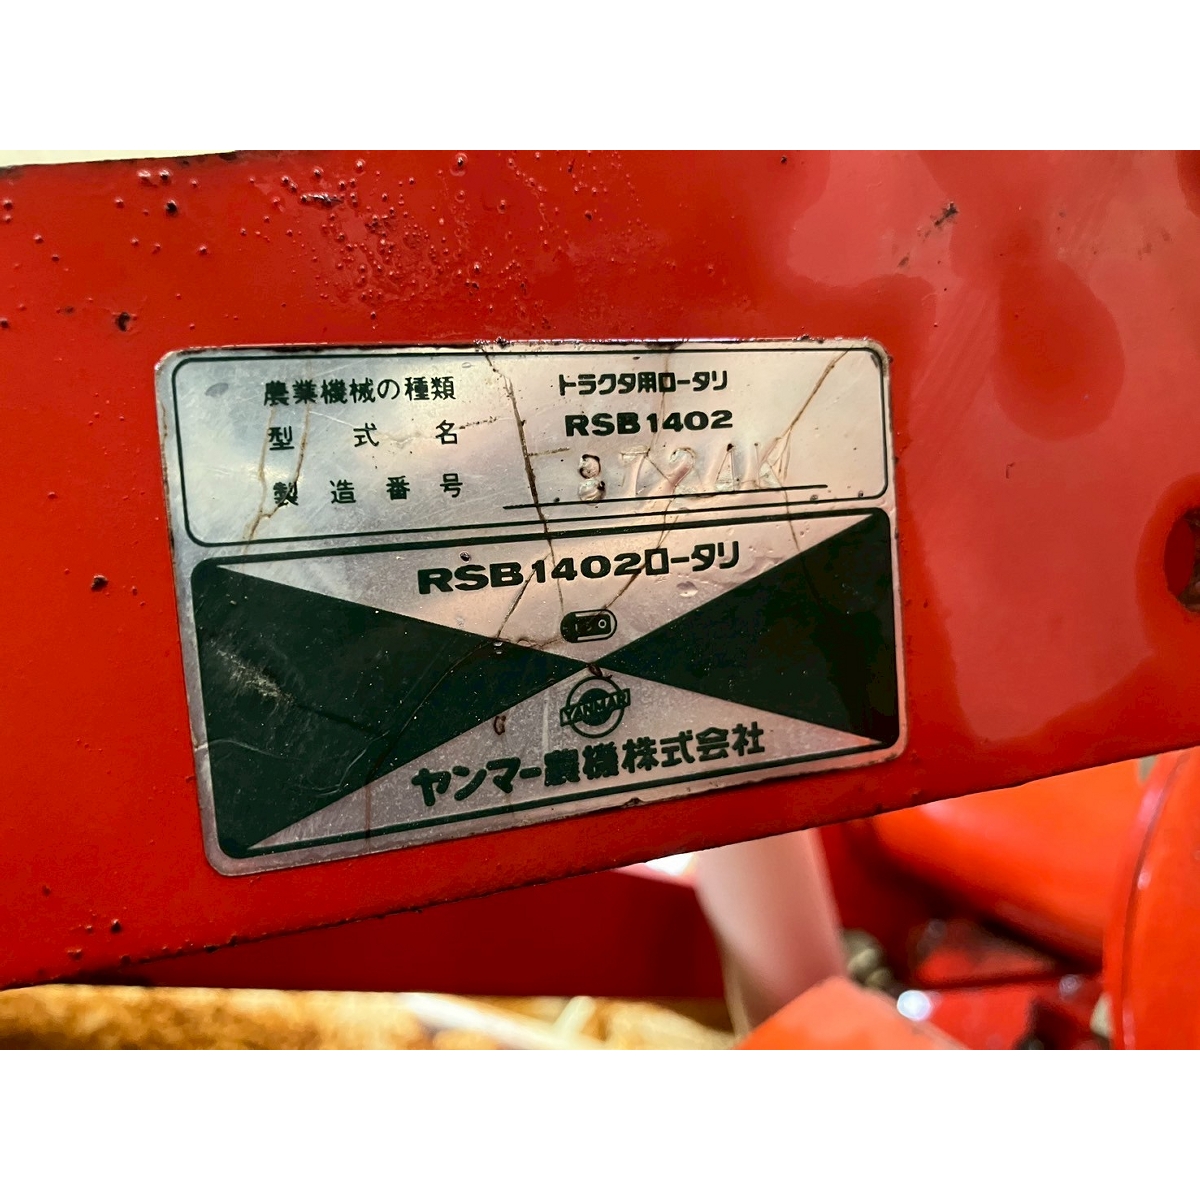 農業機械の種類 トラクタ用ロータリ
型式名 RSB1402
製造番号
RSB1402ロータリ
YANMAR
ヤンマー農機株式会社